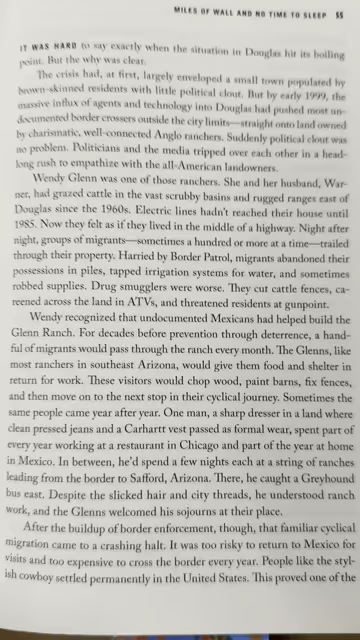 MILES OF WALL AND NO TIME TO SLEEP 55
IT WAS HARD to say exactly when the situation in Douglas hit its boiling
point. But the why was clear.
The crisis had, at first, largely enveloped a small town populated by
brown-skinned residents with little political clout. But by early 1999, the
massive influx of agents and technology into Douglas had pushed most un-
documented border crossers outside the city limits—straight onto land owned
by charismatic, well-connected Anglo ranchers. Suddenly political clout was
no problem. Politicians and the media tripped over each other in a head-
long rush to empathize with the all-American landowners.
Wendy Glenn was one of those ranchers. She and her husband, War-
ner, had grazed cattle in the vast scrubby basins and rugged ranges east of
Douglas since the 1960s. Electric lines hadn't reached their house until
1985. Now they felt as if they lived in the middle of a highway. Night after
night, groups of migrants—sometimes a hundred or more at a time—trailed
through their property. Harried by Border Patrol, migrants abandoned their
possessions in piles, tapped irrigation systems for water, and sometimes
robbed supplies. Drug smugglers were worse. They cut cattle fences, ca-
reened across the land in ATVs, and threatened residents at gunpoint.
Wendy recognized that undocumented Mexicans had helped build the
Glenn Ranch. For decades before prevention through deterrence, a hand-
ful of migrants would pass through the ranch every month. The Glenns, like
most ranchers in southeast Arizona, would give them food and shelter in
return for work. These visitors would chop wood, paint barns, fix fences,
and then move on to the next stop in their cyclical journey. Sometimes the
same people came year after year. One man, a sharp dresser in a land where
clean pressed jeans and a Carhartt vest passed as formal wear, spent part of
every year working at a restaurant in Chicago and part of the year at home
in Mexico. In between, he'd spend a few nights each at a string of ranches
leading from the border to Safford, Arizona. There, he caught a Greyhound
bus east. Despite the slicked hair and city threads, he understood ranch
work, and the Glenns welcomed his sojourns at their place.
After the buildup of border enforcement, though, that familiar cyclical
migration came to a crashing halt. It was too risky to return to Mexico for
visits and too expensive to cross the border every year. People like the styl-
ish cowboy settled permanently in the United States. This proved one of the